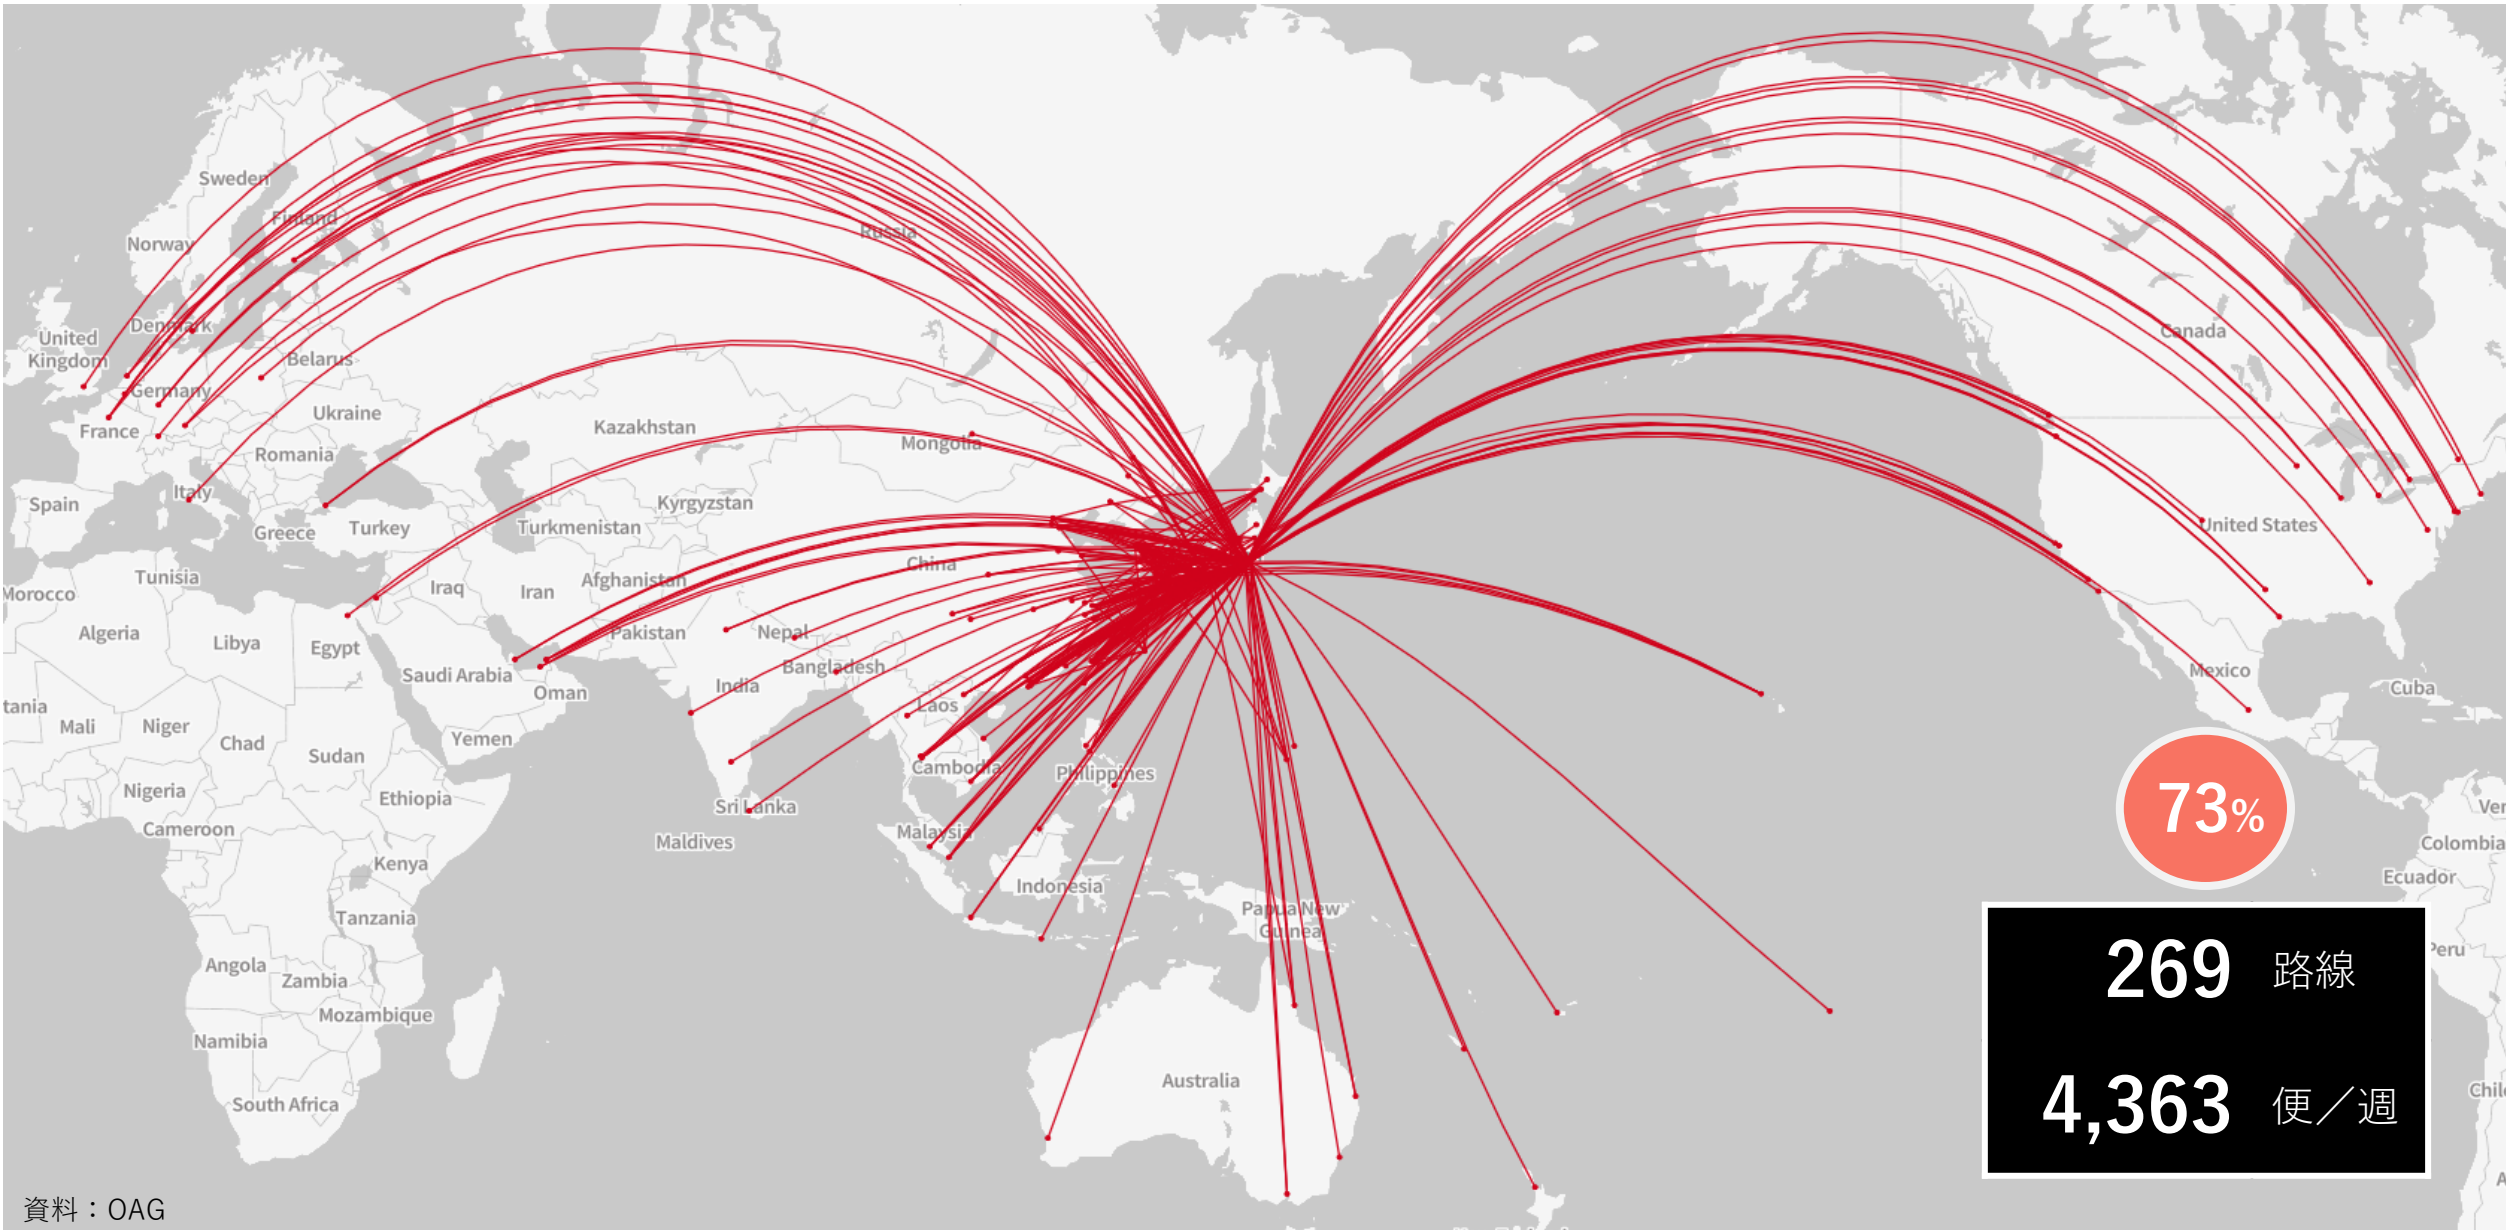 Sweden
Finland
Norway
Russia
United
Kingdom
Denmark
Canada
Belarus
Germany
Ukraine
France
Kazakhstan
Mongolia
Romania
Italy
Spain
Kyrgyzstan
Greece
Turkey
Turkmenistan
United States
China
Tunisia
Afghanistan
Morocco
Iraq
Iran
Algeria
Libya
Egypt
Pakistan
Nepal
Saudi Arabia
Bangladesh
Mexico
Oman
India
Cuba
tania
Laos
Mali
Niger
Chad
Yemen
Sudan
Cambodia
Philippines
Nigeria
Ethiopia
Sri Lanka
73%
Ven
Cameroon
Malaysia
Maldives
Colombia
Kenya
Indonesia
Ecuador
Tanzania
Papua New
Guinea
Peru
Angola
Zambia
269 路線
Mozambique
Namibia
Australia
South Africa
4,363 便／週
Chile
資料：OAG